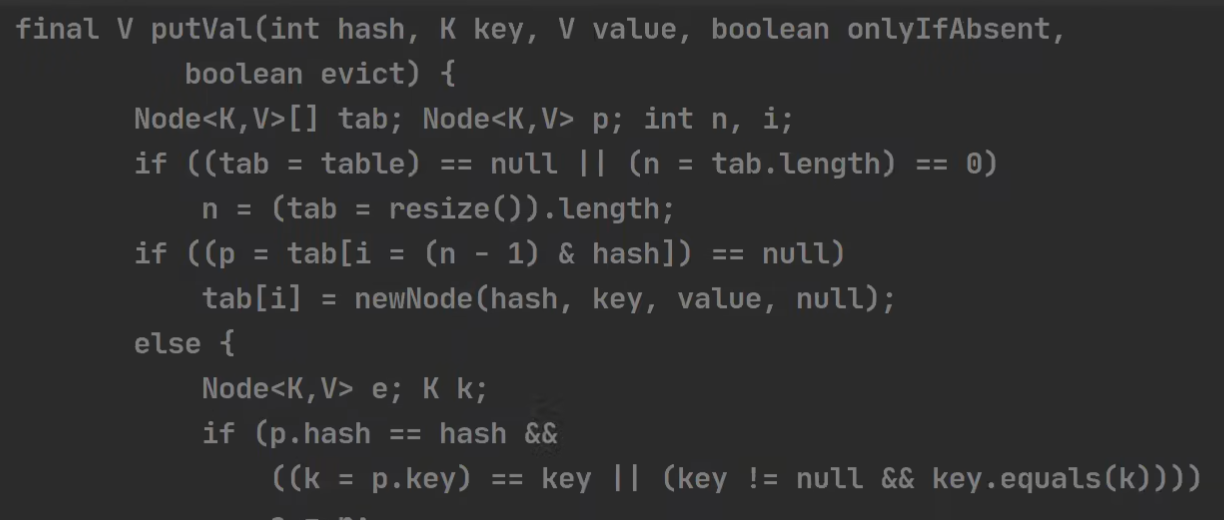 final V putVal(int hash, K key, V value, boolean onlyIfAbsent,
boolean evict) {
Node<K,V>[] tab; Node<K,V> p; int n, i;
if ((tab = table) == null || (n = tab.length) == 0)
n = (tab = resize()).length;
if ((p = tab[i = (n - 1) & hash]) == null)
tab[i] = newNode(hash, key, value, null);
else {
Node<K,V> e; K k;
if (p.hash == hash &&
((k = p.key) == key || (key != null && key.equals(k))))